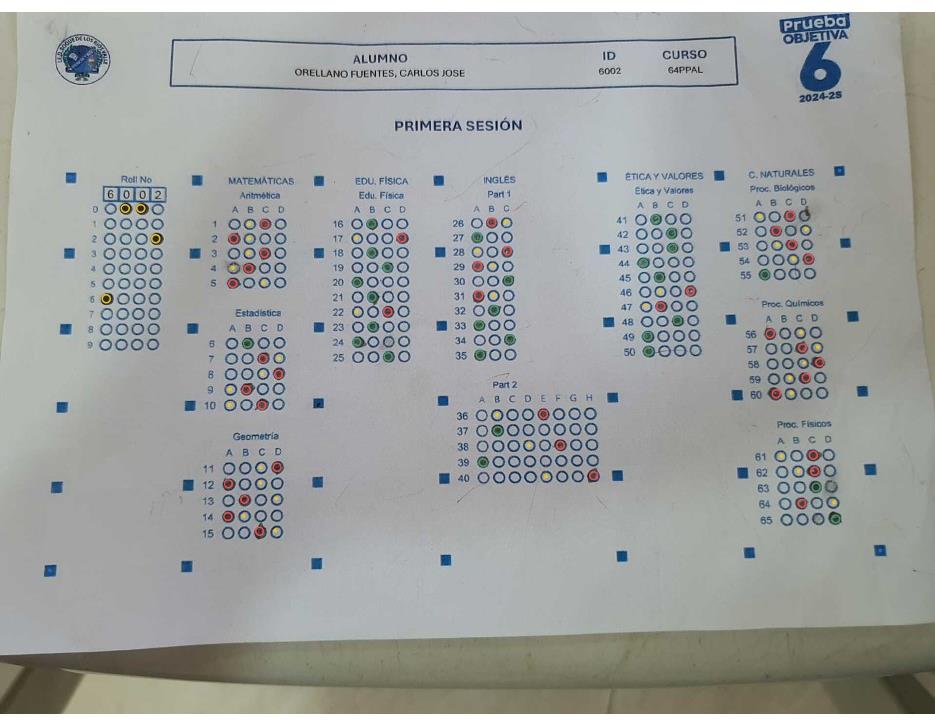 Prueba
OBJETIVA
6
2024-2S
ALUMNO ID CURSO
ORELLANO FUENTES, CARLOS JOSE 6002 64PPAL
PRIMERA SESIÓN
Roll No
6 0 0 2
0
1
2
3
4
5
6
7
8
9
MATEMÁTICAS
Aritmética
A B C D
1
2
3
4
5
Estadística
A B C D
6
7
8
9
10
Geometría
A B C D
11
12
13
14
15
EDU. FÍSICA
Edu. Física
A B C D
16
17
18
19
20
21
22
23
24
25
INGLÉS
Part 1
A B C
26
27
28
29
30
31
32
33
34
35
Part 2
A B C D E F G H
36
37
38
39
40
ÉTICA Y VALORES
Ética y Valores
A B C D
41
42
43
44
45
46
47
48
49
50
C. NATURALES
Proc. Biológicos
A B C D
51
52
53
54
55
Proc. Químicos
A B C D
56
57
58
59
60
Proc. Físicos
A B C D
61
62
63
64
65